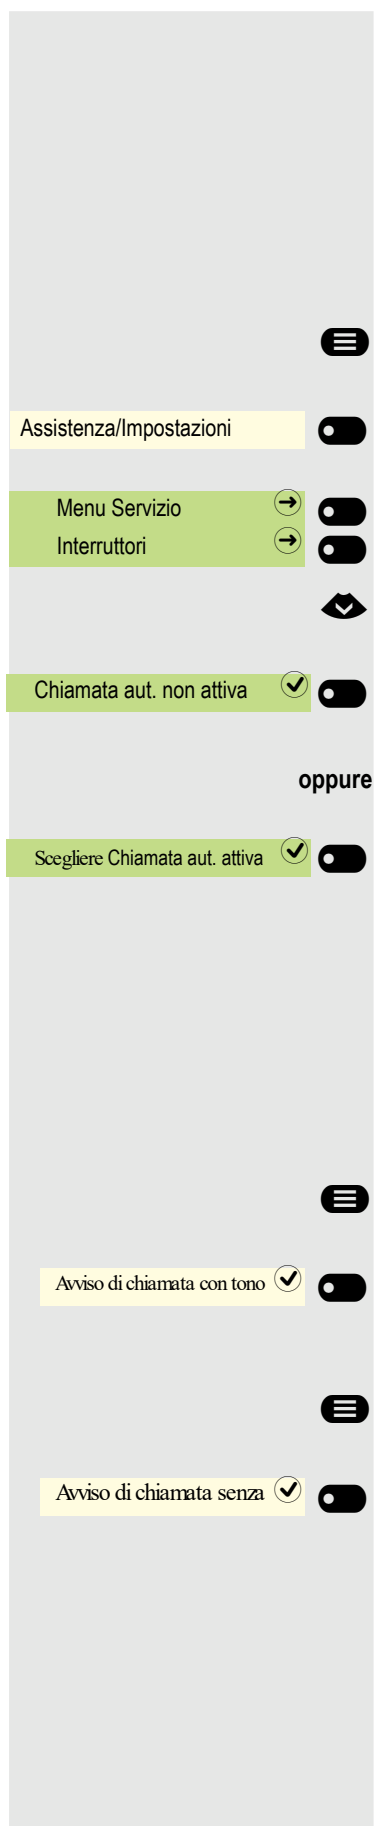 Assistenza/Impostazioni
Menu Servizio
Interruttori
Chiamata aut. non attiva
oppure
Scegliere Chiamata aut. attiva
Avviso di chiamata con tono
Avviso di chiamata senza